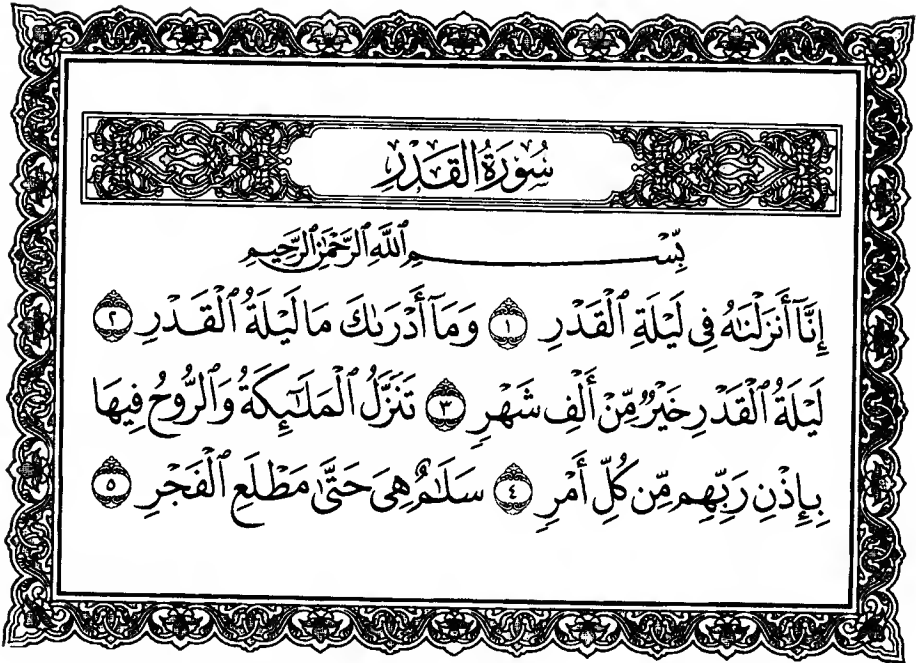 سُورَةُ الْقَدْرِ
بِّسْمِ ٱللَّهِ ٱلرَّحْمَٰنِ ٱلرَّحِيمِ
إِنَّآ أَنزَلْنَٰهُ فِى لَيْلَةِ ٱلْقَدْرِ ١ وَمَآ أَدْرَىٰكَ مَا لَيْلَةُ ٱلْقَدْرِ ٢
لَيْلَةُ ٱلْقَدْرِ خَيْرٌ مِّنْ أَلْفِ شَهْرٍ ٣ تَنَزَّلُ ٱلْمَلَٰٓئِكَةُ وَٱلرُّوحُ فِيهَا
بِإِذْنِ رَبِّهِم مِّن كُلِّ أَمْرٍ ٤ سَلَٰمٌ هِىَ حَتَّىٰ مَطْلَعِ ٱلْفَجْرِ ٥